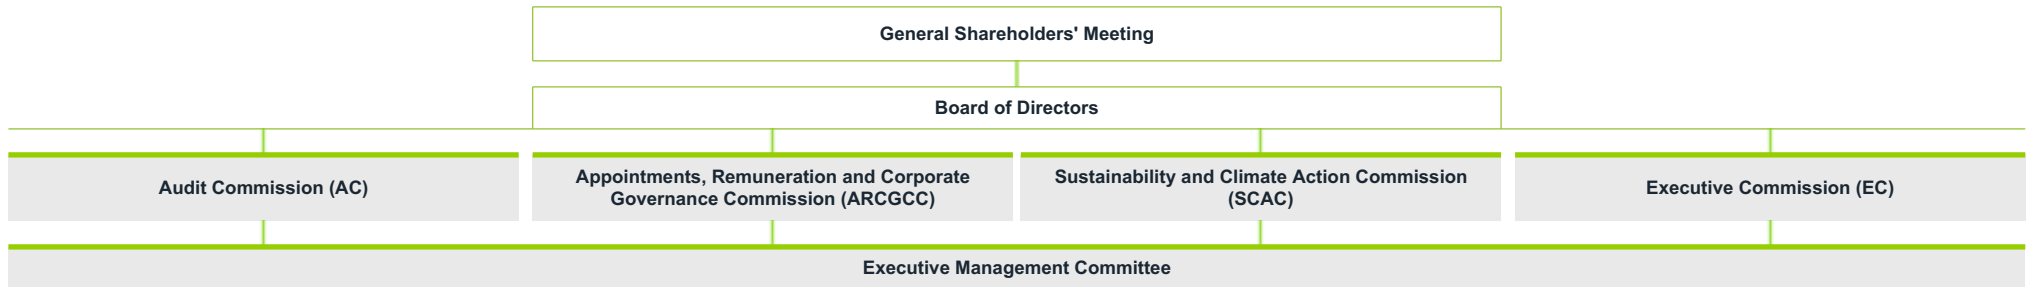 General Shareholders' Meeting
Board of Directors
Audit Commission (AC)
Appointments, Remuneration and Corporate
Governance Commission (ARCGCC)
Sustainability and Climate Action Commission
(SCAC)
Executive Commission (EC)
Executive Management Committee